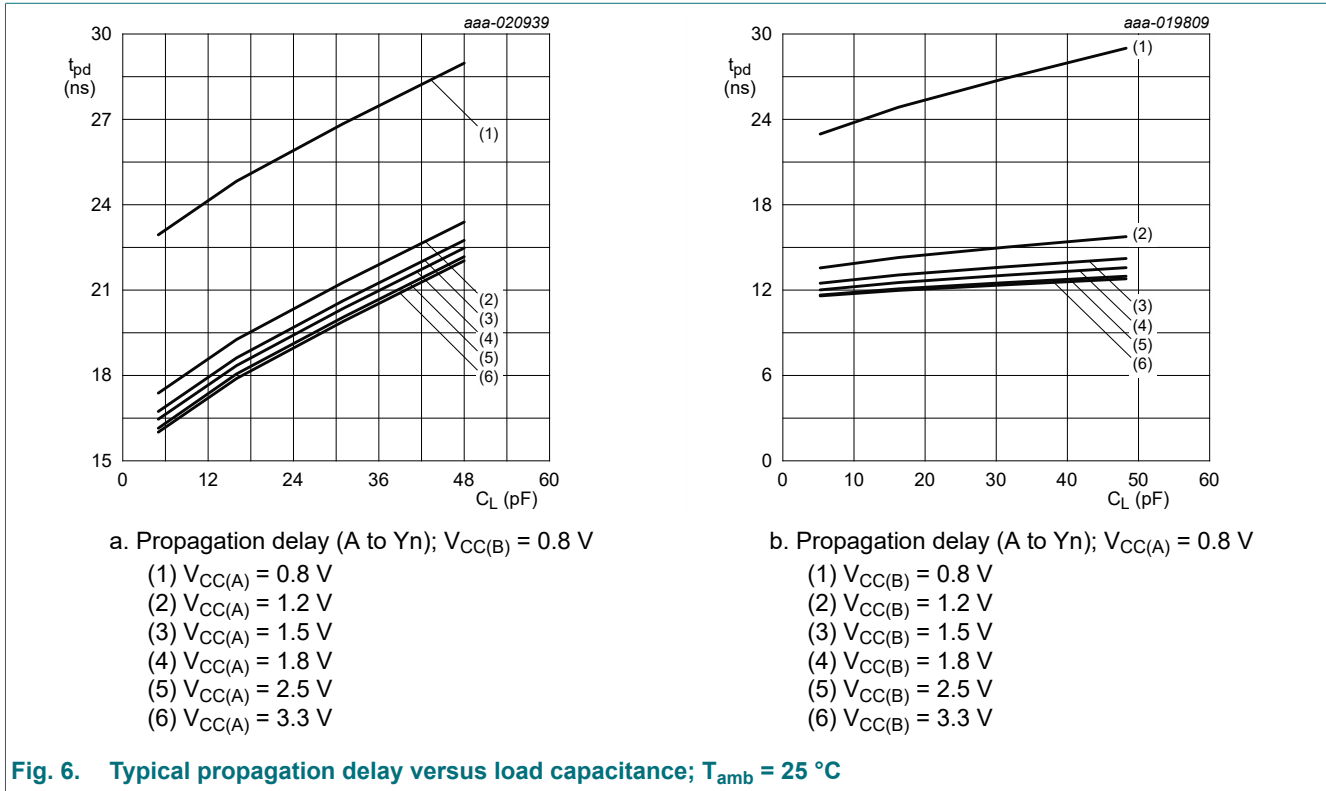 aaa-020939
30
27
24
21
18
15
t_pd
(ns)
(1)
(2)
(3)
(4)
(5)
(6)
0 12 24 36 48 60
C_L (pF)
a. Propagation delay (A to Yn); V_CC(B) = 0.8 V
(1) V_CC(A) = 0.8 V
(2) V_CC(A) = 1.2 V
(3) V_CC(A) = 1.5 V
(4) V_CC(A) = 1.8 V
(5) V_CC(A) = 2.5 V
(6) V_CC(A) = 3.3 V
aaa-019809
30
24
18
12
6
0
t_pd
(ns)
(1)
(2)
(3)
(4)
(5)
(6)
0 10 20 30 40 50 60
C_L (pF)
b. Propagation delay (A to Yn); V_CC(A) = 0.8 V
(1) V_CC(B) = 0.8 V
(2) V_CC(B) = 1.2 V
(3) V_CC(B) = 1.5 V
(4) V_CC(B) = 1.8 V
(5) V_CC(B) = 2.5 V
(6) V_CC(B) = 3.3 V
Fig. 6. Typical propagation delay versus load capacitance; T_amb = 25 °C